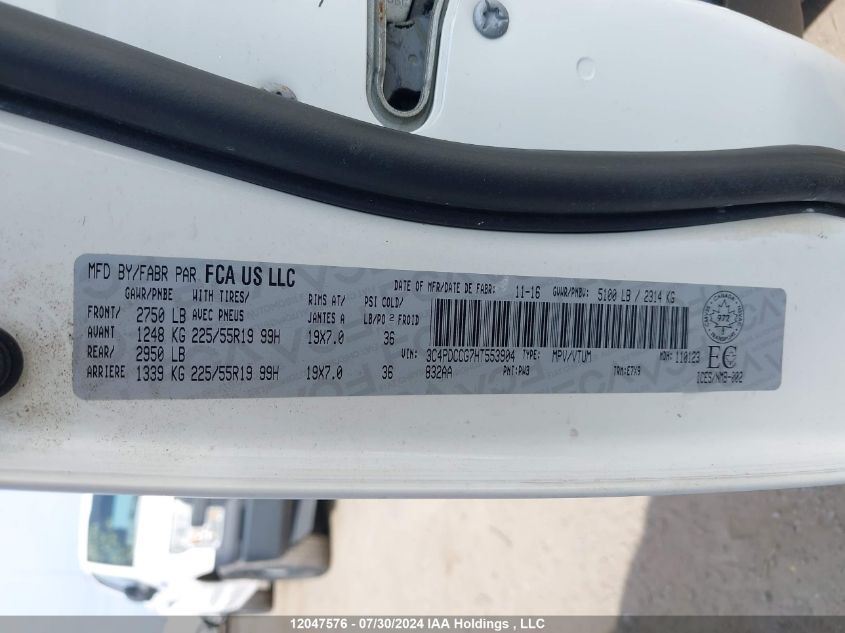 MFD BY/FABR PAR FCA US LLC
DATE OF MFR/DATE DE FABR: 11-16 GVWR/PNBV: 5100 LB / 2314 KG
GAWR/PNBE WITH TIRES/ RIMS AT/ PSI COLD/
FRONT/ 2750 LB AVEC PNEUS JANTES A LB/PO² FROID
AVANT 1248 KG 225/55R19 99H 19X7.0 36
REAR/ 2950 LB
ARRIERE 1339 KG 225/55R19 99H 19X7.0 36
VIN: 3C4PDCCG7HT553904 TYPE: MPV/VTUM MDH: 110123
832AA PNT: PW3 TRM: E7X9
CANADA
977
TRANSPORT
EC
ICES/NMB-002
12047576 - 07/30/2024 IAA Holdings , LLC